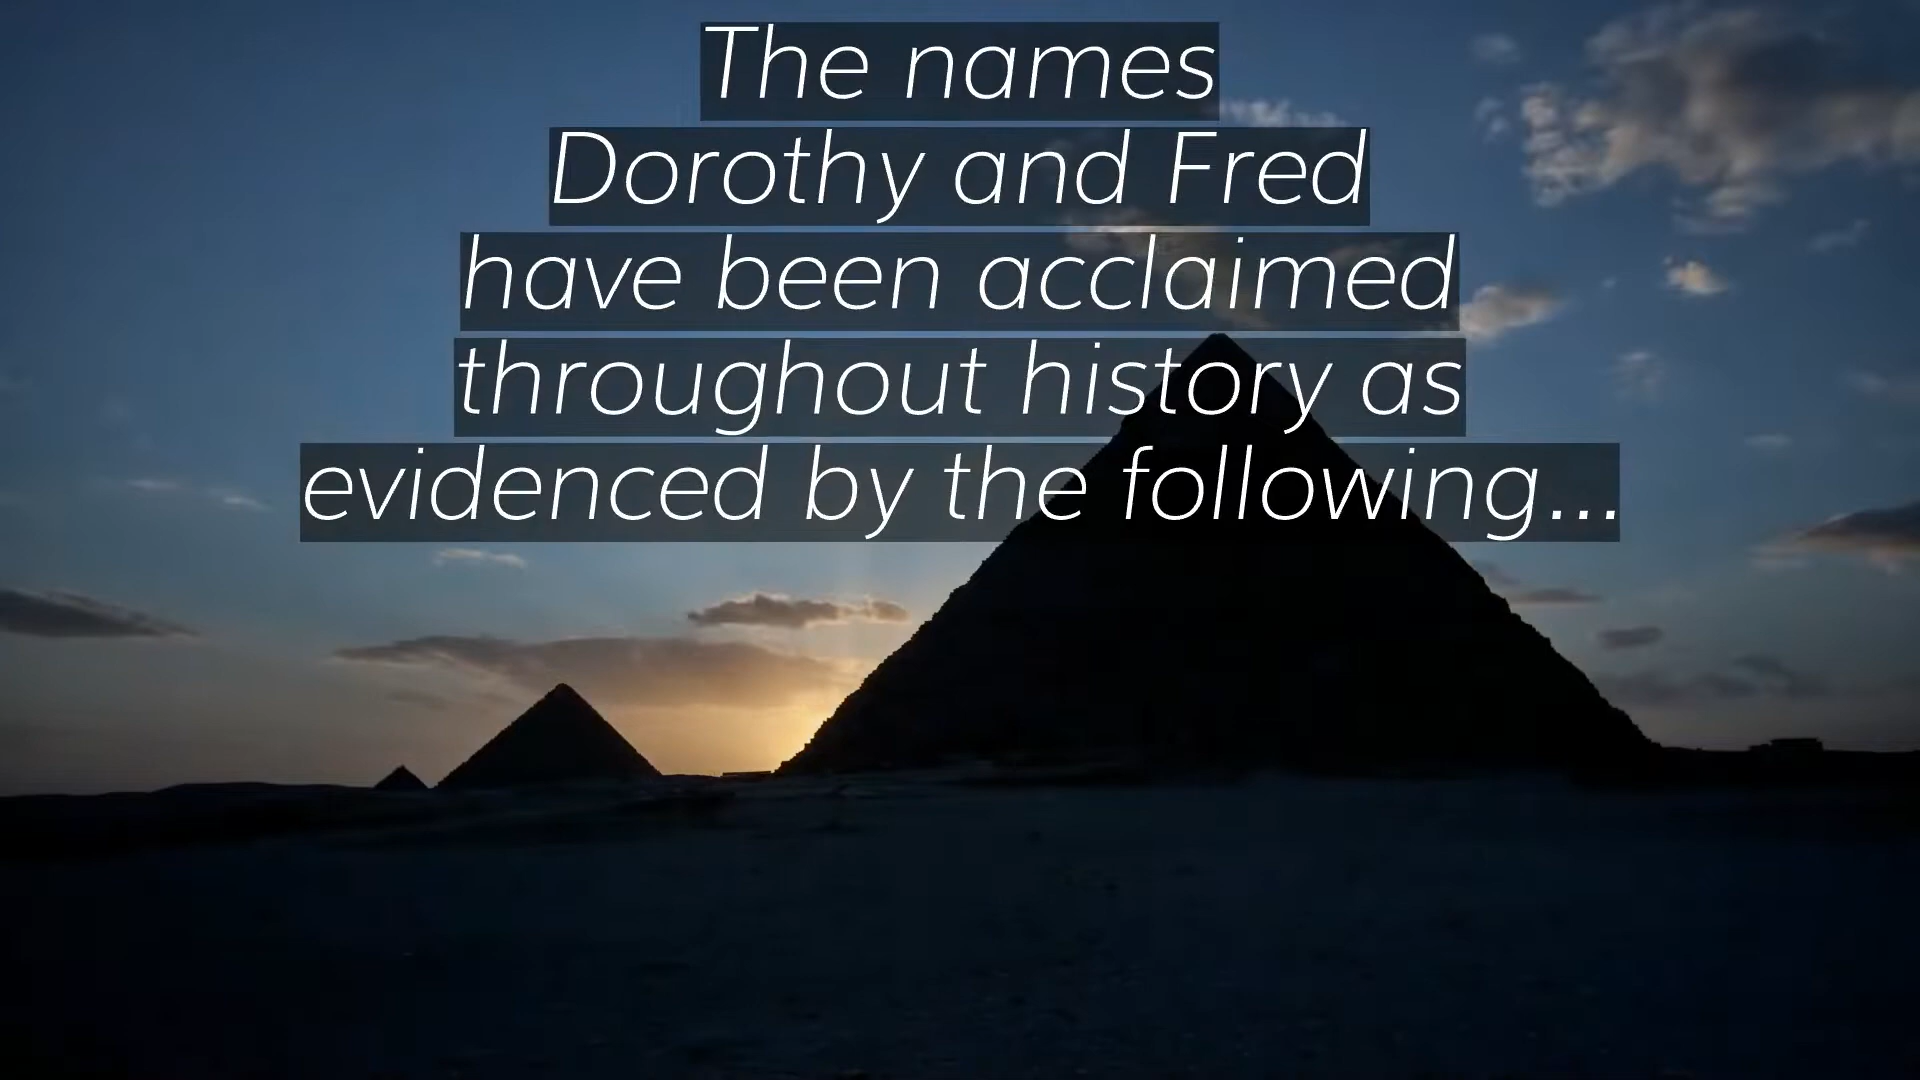 The names
Dorothy and Fred
have been acclaimed
throughout history as
evidenced by the following...